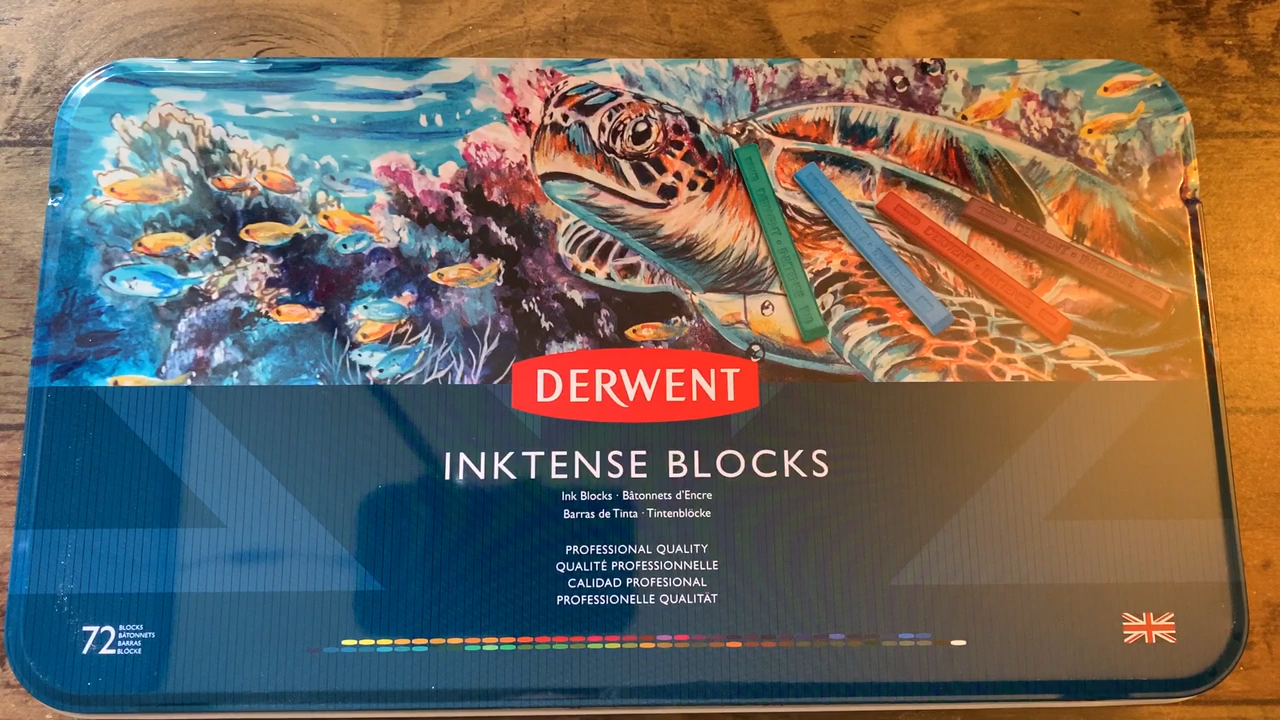 DERWENT
INKTENSE BLOCKS
Ink Blocks · Bâtonnets d'Encre
Barras de Tinta · Tintenblöcke
PROFESSIONAL QUALITY
QUALITÉ PROFESSIONNELLE
CALIDAD PROFESIONAL
PROFESSIONELLE QUALITÄT
72
BLOCKS
BÂTONNETS
BARRAS
BLÖCKE